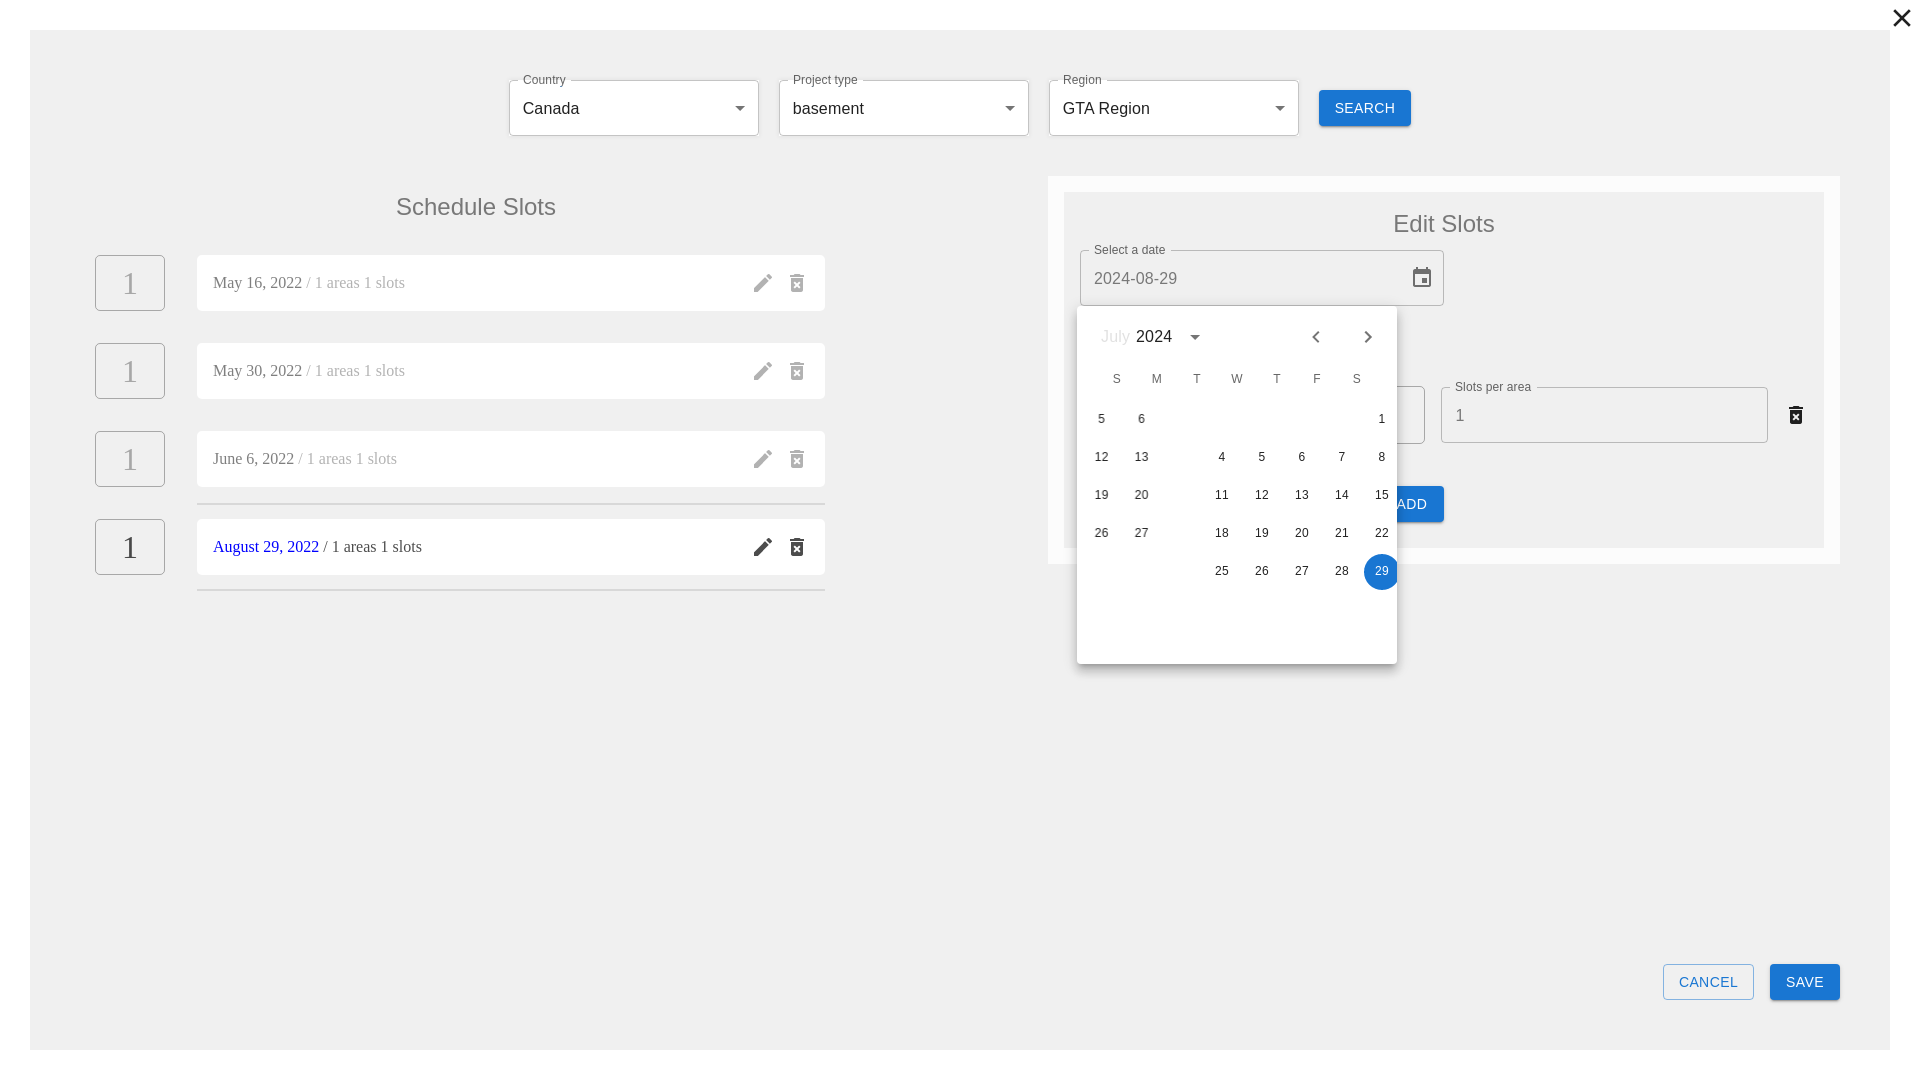 Country
Canada
Project type
basement
Region
GTA Region
SEARCH
Schedule Slots
1
May 16, 2022 / 1 areas 1 slots
1
May 30, 2022 / 1 areas 1 slots
1
June 6, 2022 / 1 areas 1 slots
1
August 29, 2022 / 1 areas 1 slots
Edit Slots
Select a date
2024-08-29
July 2024
S M T W T F S
5 6 1
12 13 4 5 6 7 8
19 20 11 12 13 14 15
26 27 18 19 20 21 22
25 26 27 28 29
Slots per area
1
ADD
CANCEL
SAVE